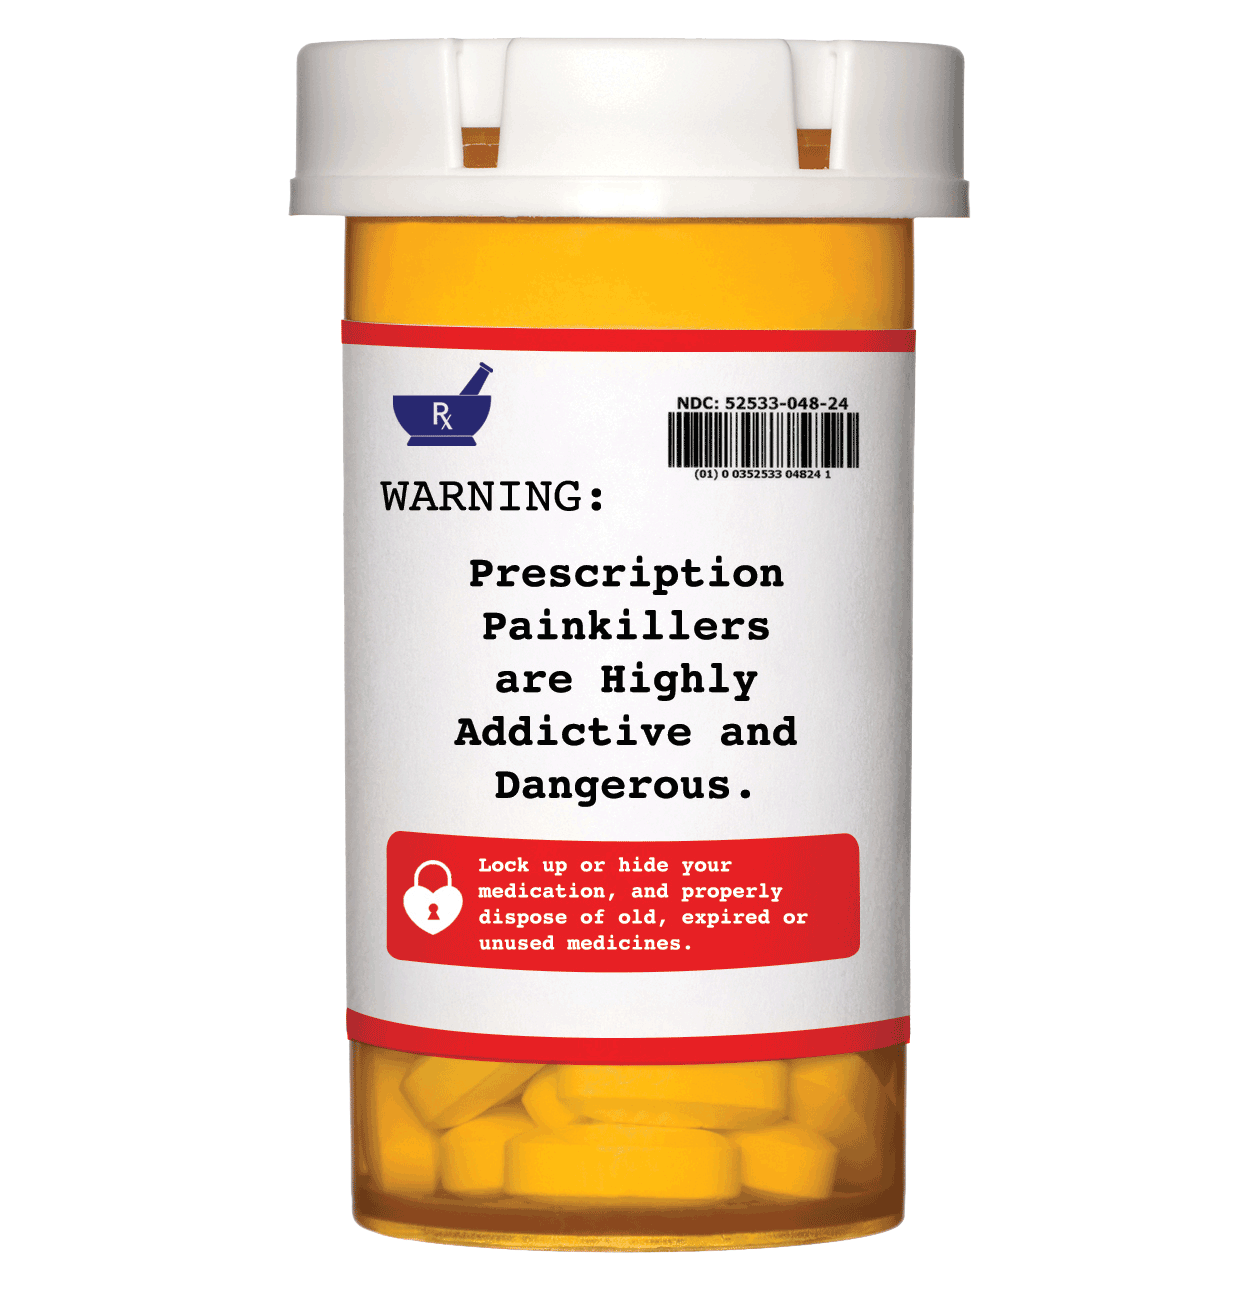 Rx
NDC: 52533-048-24
(01) 0 0352533 04824 1
WARNING:
Prescription
Painkillers
are Highly
Addictive and
Dangerous.
Lock up or hide your
medication, and properly
dispose of old, expired or
unused medicines.